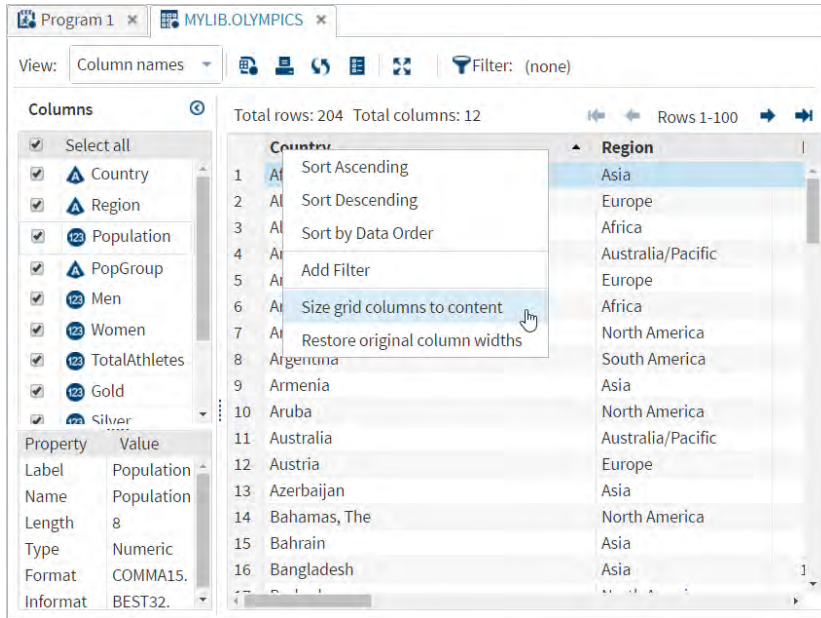 Program 1 × MYLIB.OLYMPICS ×
View: Column names Filter: (none)
Columns
Select all
Country
Region
Population
PopGroup
Men
Women
TotalAthletes
Gold
Silver
Property Value
Label Population
Name Population
Length 8
Type Numeric
Format COMMA15.
Informat BEST32.
Total rows: 204 Total columns: 12 Rows 1-100
Country Region
1 Af Asia
2 Al Europe
3 Al Africa
4 Australia/Pacific
5 Europe
6 Africa
7 North America
8 Argentina South America
9 Armenia Asia
10 Aruba North America
11 Australia Australia/Pacific
12 Austria Europe
13 Azerbaijan Asia
14 Bahamas, The North America
15 Bahrain Asia
16 Bangladesh Asia 1
Sort Ascending
Sort Descending
Sort by Data Order
Add Filter
Size grid columns to content
Restore original column widths